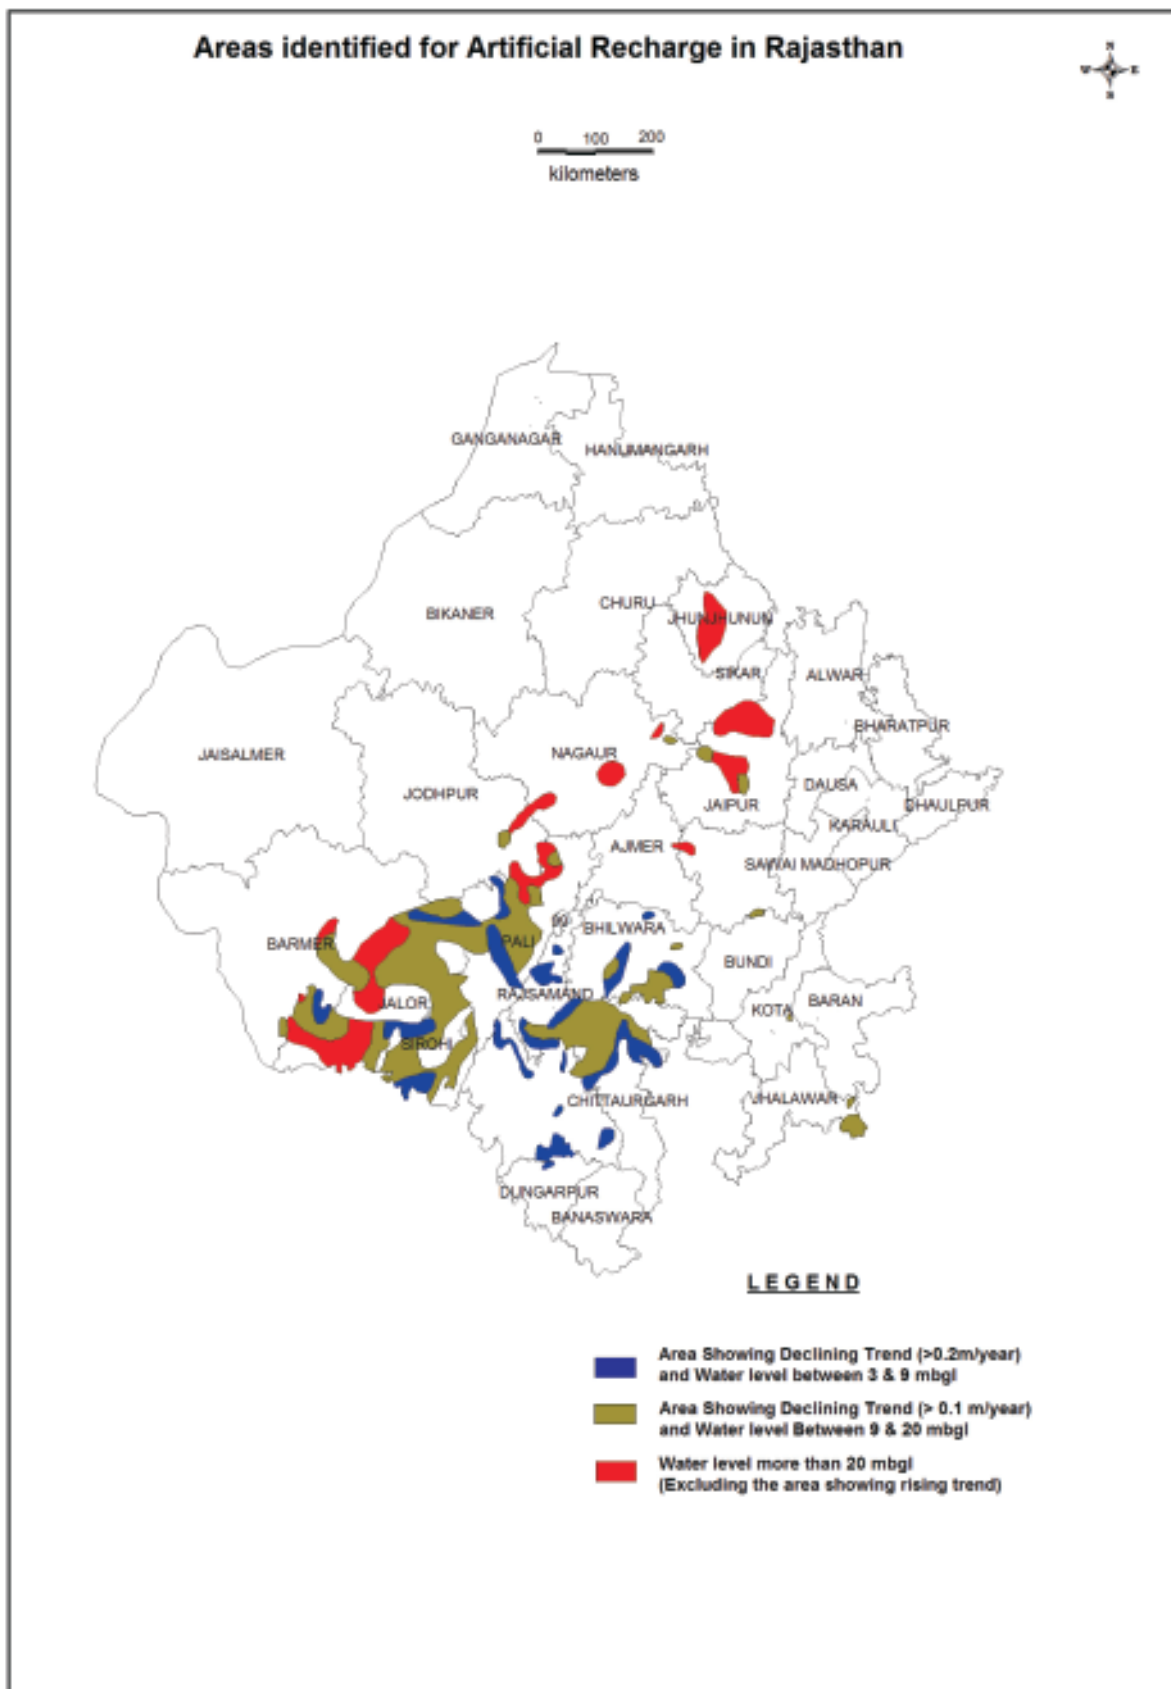 Areas identified for Artificial Recharge in Rajasthan
N
W E
S
0 100 200
kilometers
GANGANAGAR
HANUMANGARH
CHURU
BIKANER
JHUNJHUNUN
SIKAR
ALWAR
BHARATPUR
JAISALMER
NAGAUR
JODHPUR
JAIPUR
DAUSA
DHAULPUR
KARAULI
AJMER
SAWAI MADHOPUR
BHILWARA
BARMER
PALI
BUNDI
RAJSAMAND
JALOR
KOTA
BARAN
SIROHI
CHITTAURGARH
JHALAWAR
DUNGARPUR
BANASWARA
LEGEND
Area Showing Declining Trend (>0.2m/year)
and Water level between 3 & 9 mbgl
Area Showing Declining Trend (> 0.1 m/year)
and Water level Between 9 & 20 mbgl
Water level more than 20 mbgl
(Excluding the area showing rising trend)